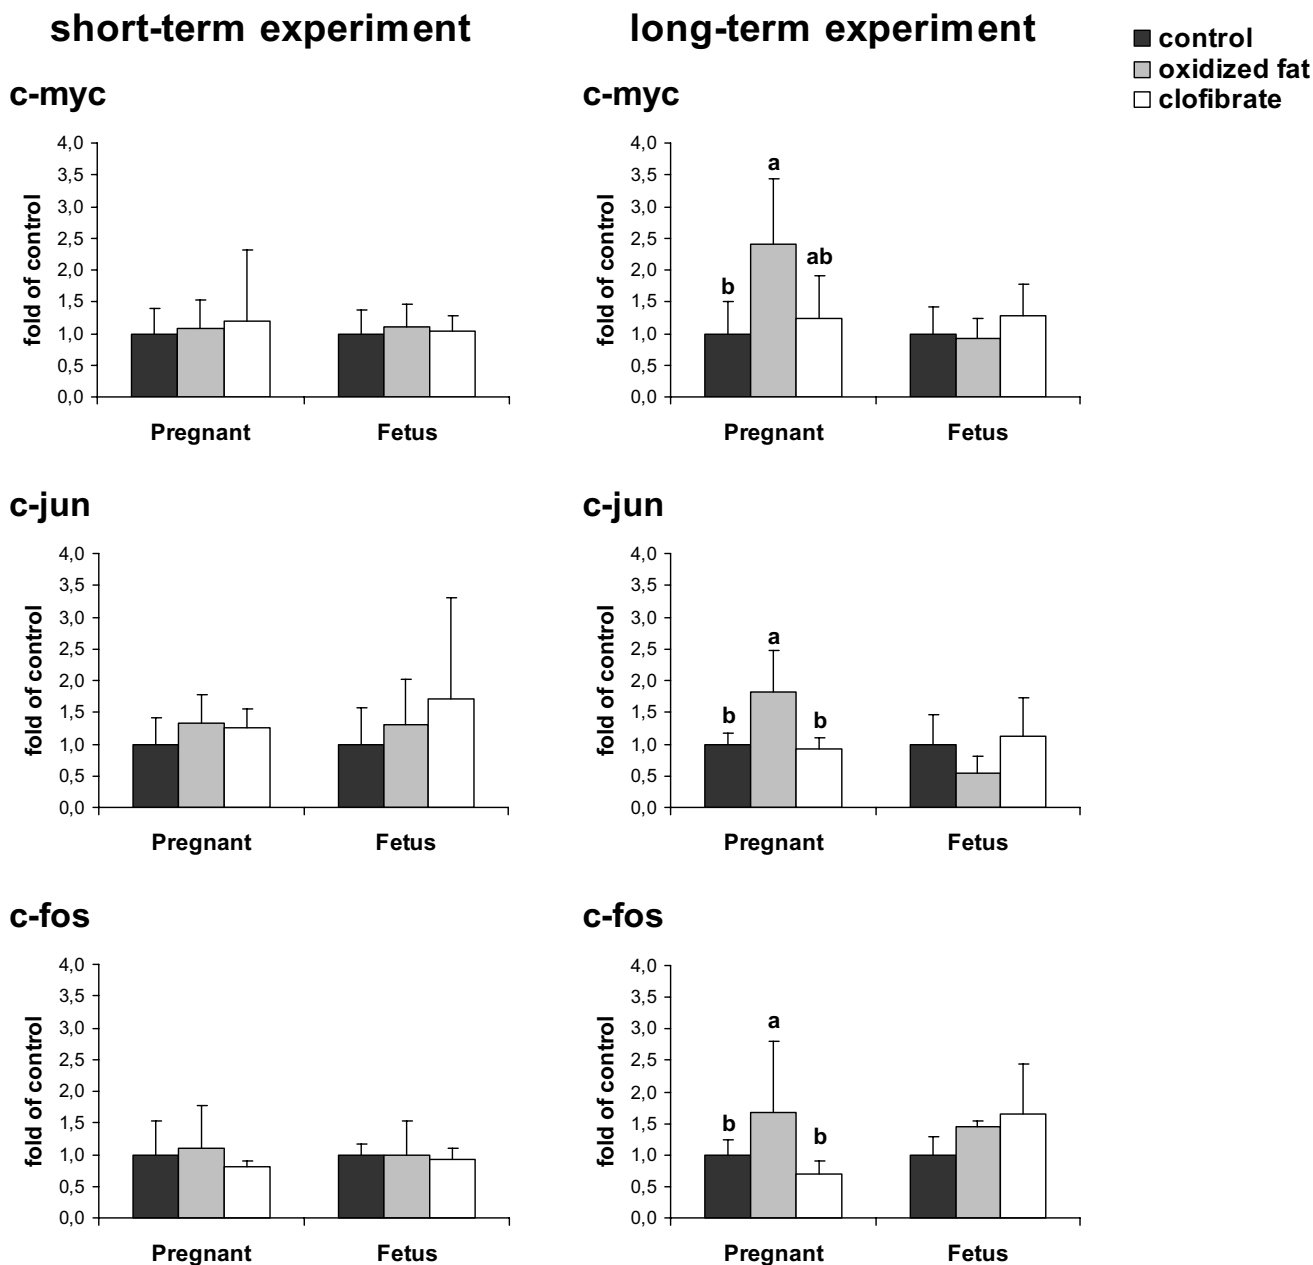 short-term experiment
long-term experiment
control
oxidized fat
clofibrate
c-myc
fold of control
4,0
3,5
3,0
2,5
2,0
1,5
1,0
0,5
0,0
Pregnant
Fetus
c-myc
fold of control
4,0
3,5
3,0
2,5
2,0
1,5
1,0
0,5
0,0
b
a
ab
Pregnant
Fetus
c-jun
fold of control
4,0
3,5
3,0
2,5
2,0
1,5
1,0
0,5
0,0
Pregnant
Fetus
c-jun
fold of control
4,0
3,5
3,0
2,5
2,0
1,5
1,0
0,5
0,0
b
a
b
Pregnant
Fetus
c-fos
fold of control
4,0
3,5
3,0
2,5
2,0
1,5
1,0
0,5
0,0
Pregnant
Fetus
c-fos
fold of control
4,0
3,5
3,0
2,5
2,0
1,5
1,0
0,5
0,0
b
a
b
Pregnant
Fetus